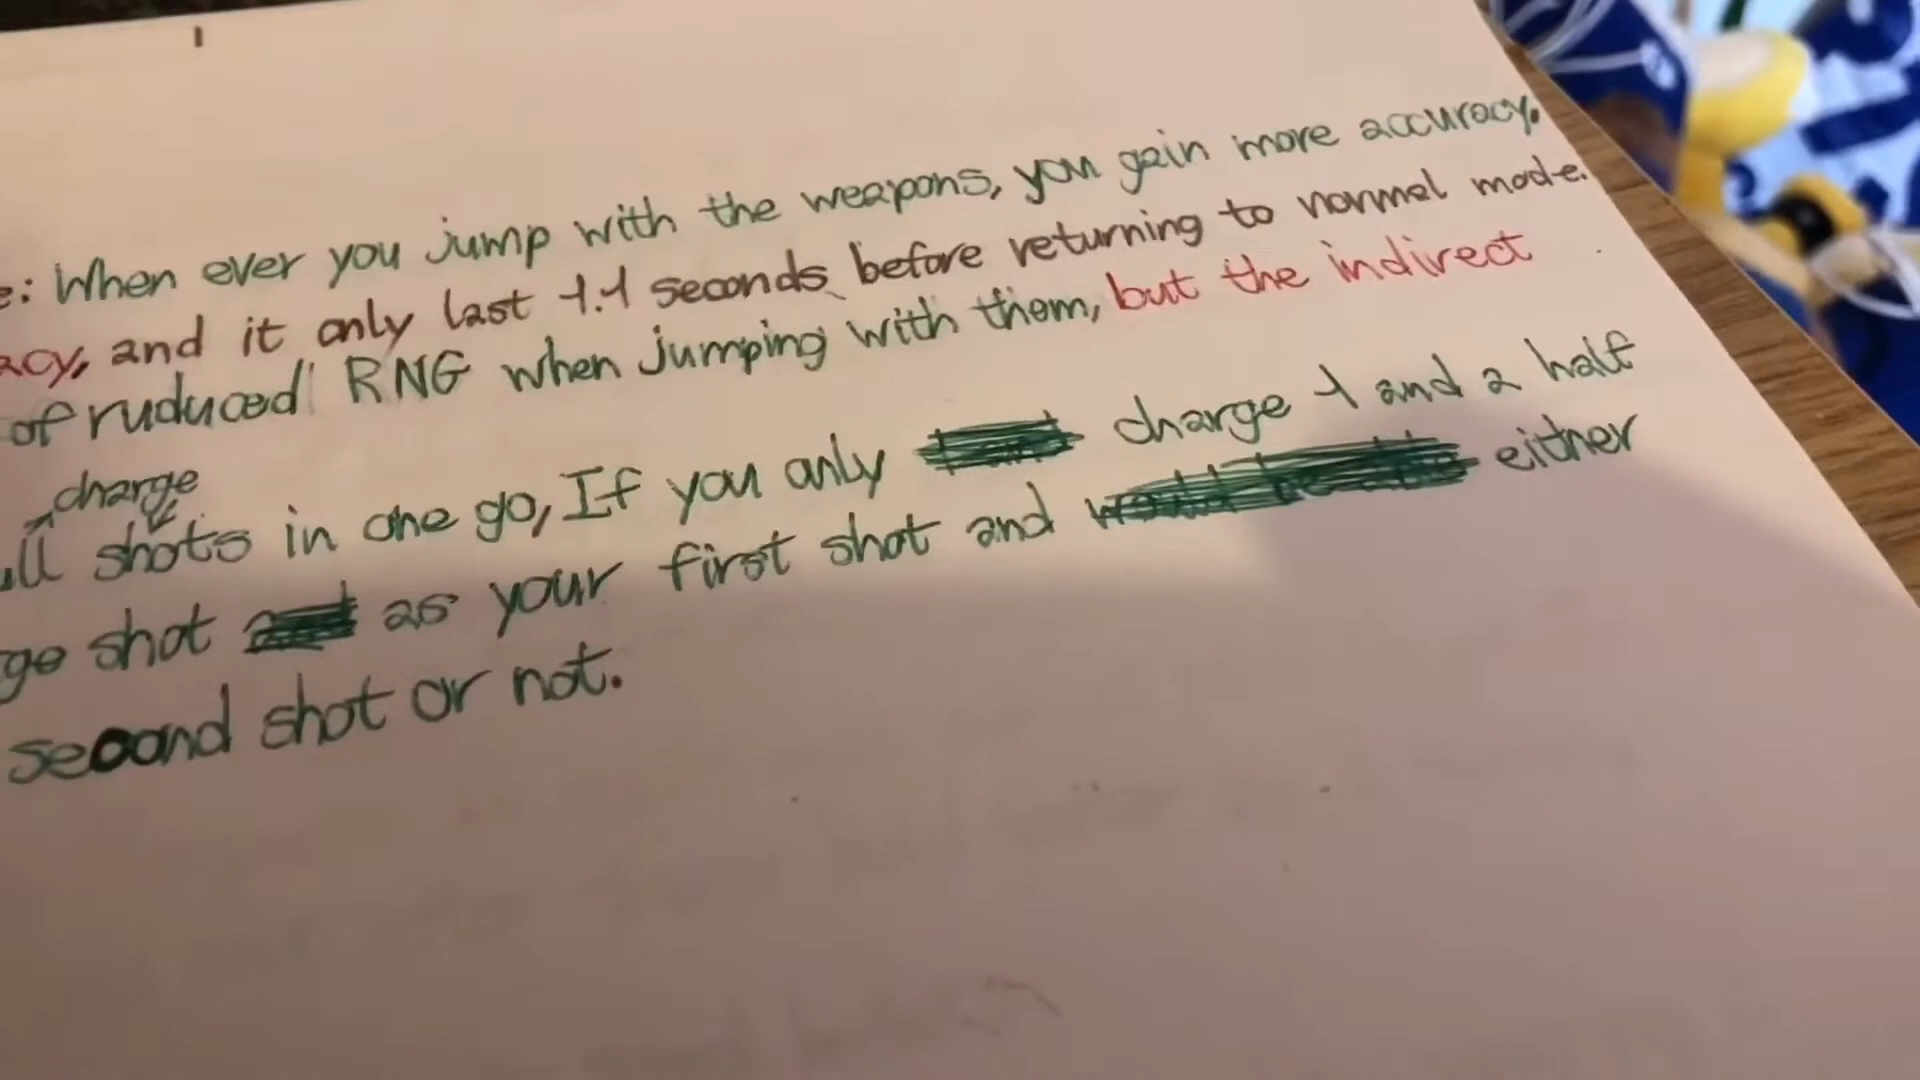 e: When ever you jump with the weapons, you gain more accuracy.
acy, and it only last 1.1 seconds before returning to normal mode.
of ruduced RNG when jumping with them, but the indirect
charge
ll shots in one go, If you only charge 1 and a half
ge shot as your first shot and either
second shot or not.